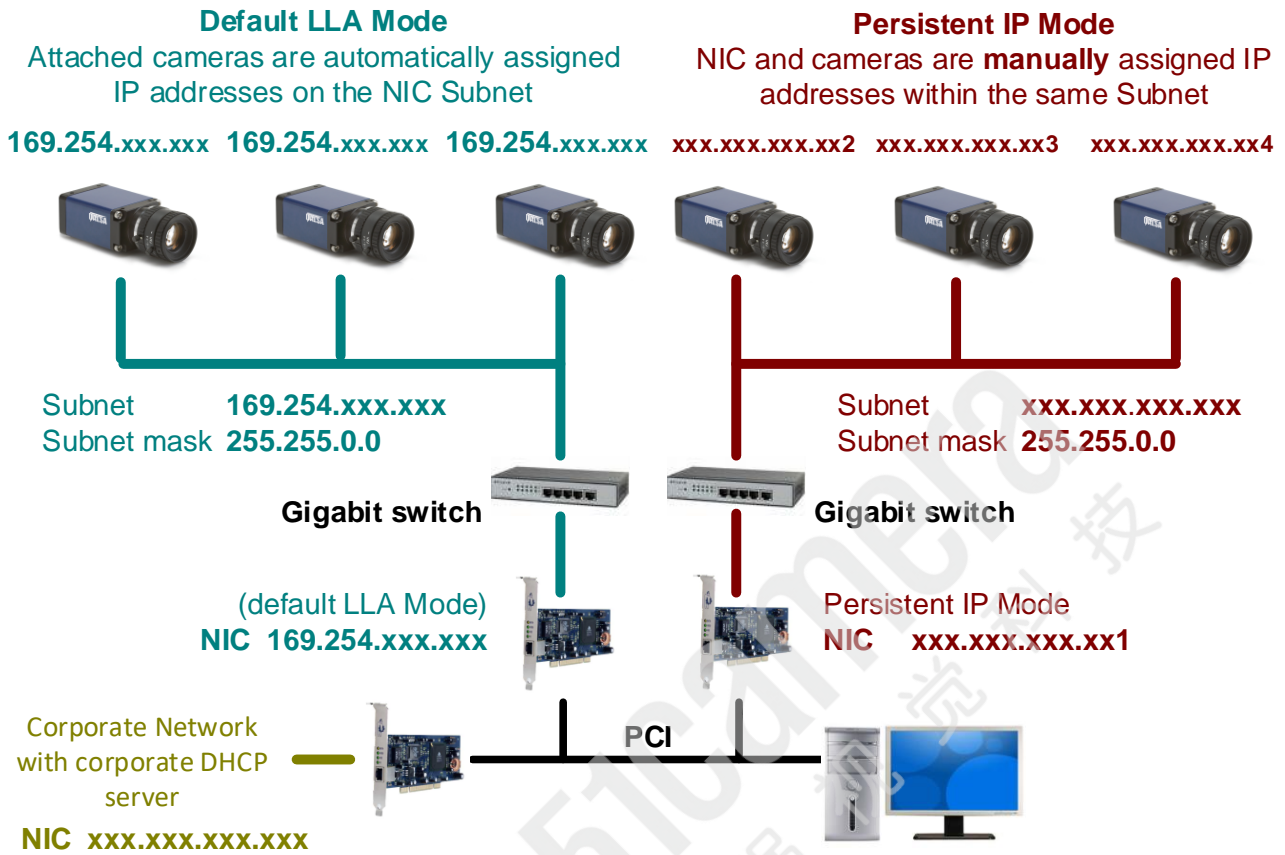 Default LLA Mode
Attached cameras are automatically assigned
IP addresses on the NIC Subnet
Persistent IP Mode
NIC and cameras are manually assigned IP
addresses within the same Subnet
169.254.xxx.xxx 169.254.xxx.xxx 169.254.xxx.xxx
xxx.xxx.xxx.xx2 xxx.xxx.xxx.xx3 xxx.xxx.xxx.xx4
Subnet 169.254.xxx.xxx
Subnet mask 255.255.0.0
Subnet xxx.xxx.xxx.xxx
Subnet mask 255.255.0.0
Gigabit switch
Gigabit switch
(default LLA Mode)
NIC 169.254.xxx.xxx
Persistent IP Mode
NIC xxx.xxx.xxx.xx1
PCI
Corporate Network
with corporate DHCP
server
NIC xxx.xxx.xxx.xxx
51camera
视觉科技